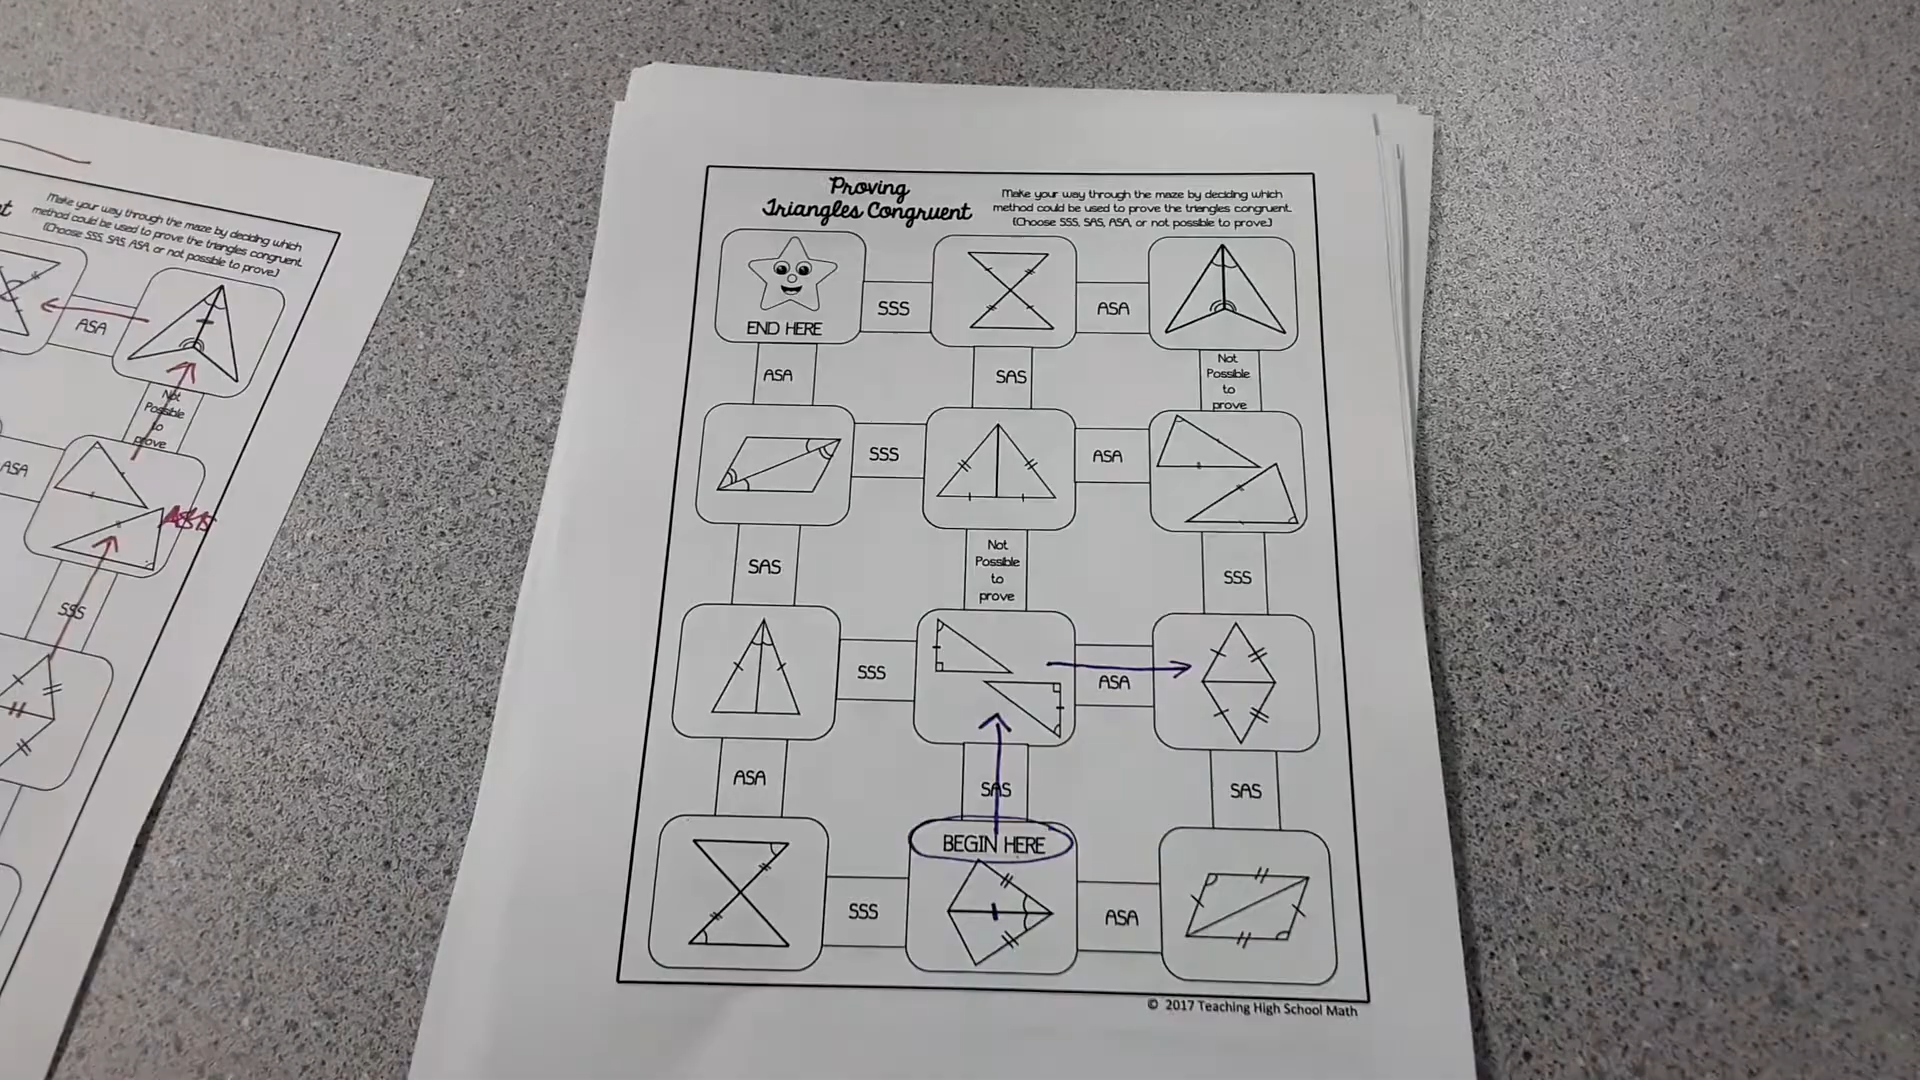 t
Make your way through the maze by deciding which
method could be used to prove the triangles congruent.
(Choose SSS, SAS, ASA, or not possible to prove.)
ASA
Not
Possible
to
prove
ASA
SSS
Proving
Triangles Congruent
Make your way through the maze by deciding which
method could be used to prove the triangles congruent.
(Choose SSS, SAS, ASA, or not possible to prove.)
END HERE
SSS
ASA
ASA
SAS
Not
Possible
to
prove
SSS
ASA
SAS
Not
Possible
to
prove
SSS
SSS
ASA
ASA
SAS
SAS
BEGIN HERE
SSS
ASA
© 2017 Teaching High School Math